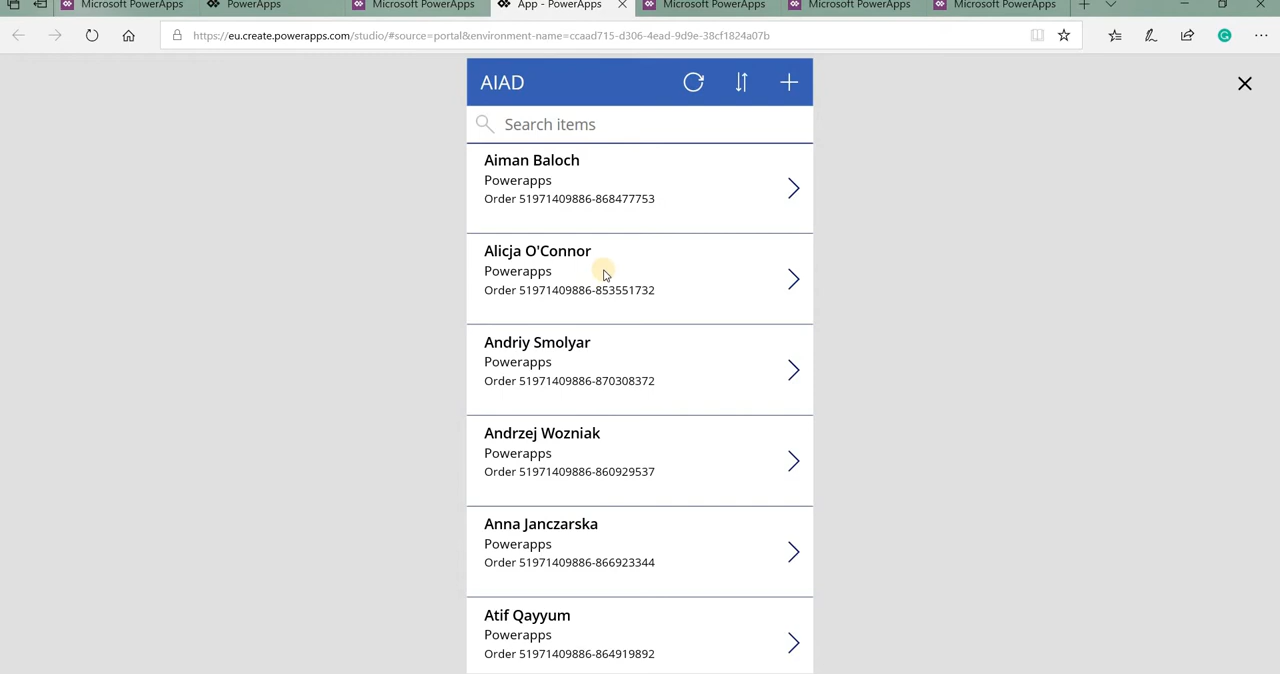 Microsoft PowerApps
PowerApps
Microsoft PowerApps
App - PowerApps
Microsoft PowerApps
Microsoft PowerApps
Microsoft PowerApps
https://eu.create.powerapps.com/studio/#source=portal&environment-name=ccaad715-d306-4ead-9d9e-38cf1824a07b
AIAD
Search items
Aiman Baloch
Powerapps
Order 51971409886-868477753
Alicja O'Connor
Powerapps
Order 51971409886-853551732
Andriy Smolyar
Powerapps
Order 51971409886-870308372
Andrzej Wozniak
Powerapps
Order 51971409886-860929537
Anna Janczarska
Powerapps
Order 51971409886-866923344
Atif Qayyum
Powerapps
Order 51971409886-864919892